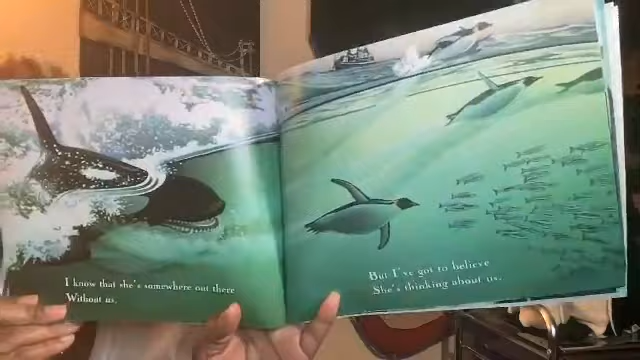 I know that she's somewhere out there
Without us.
But I've got to believe
She's thinking about us.